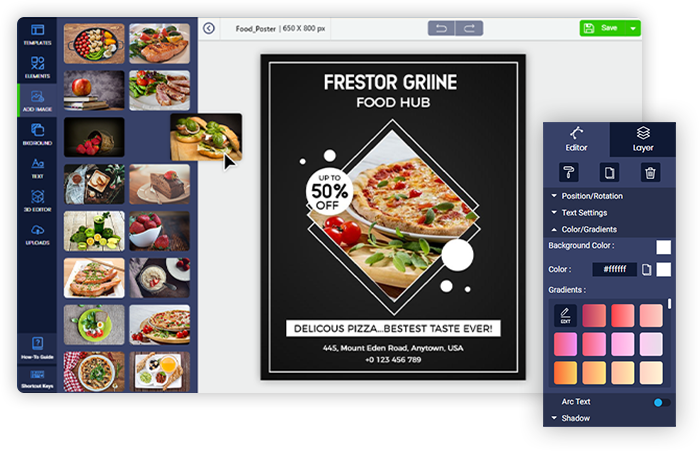 TEMPLATES
ELEMENTS
ADD IMAGE
BKGROUND
TEXT
3D EDITOR
UPLOADS
How-To Guide
Shortcut Keys
Food_Poster | 650 X 800 px
Save
FRESTOR GRIINE
FOOD HUB
UP TO
50%
OFF
DELICOUS PIZZA...BESTEST TASTE EVER!
445, Mount Eden Road, Anytown, USA
+0 123 456 789
Editor
Layer
Position/Rotation
Text Settings
Color/Gradients
Background Color :
Color :
#ffffff
Gradients :
EDIT
Arc Text
Shadow